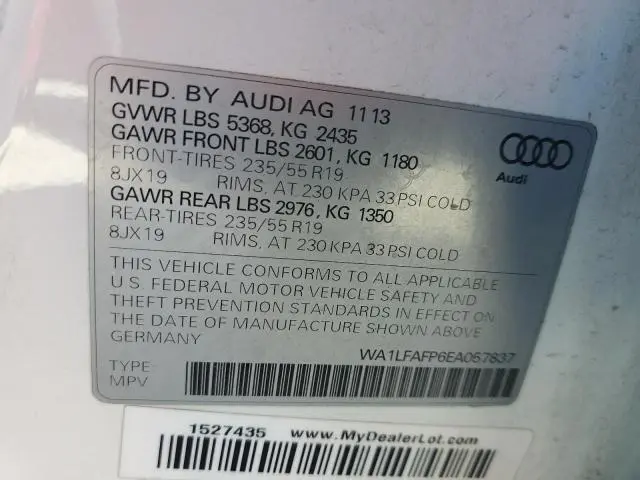 MFD. BY AUDI AG 11 13
GVWR LBS 5368, KG 2435
GAWR FRONT LBS 2601, KG 1180
FRONT-TIRES 235/55 R19
8JX19 RIMS, AT 230 KPA 33 PSI COLD
GAWR REAR LBS 2976, KG 1350
REAR-TIRES 235/55 R19
8JX19 RIMS, AT 230 KPA 33 PSI COLD
Audi
THIS VEHICLE CONFORMS TO ALL APPLICABLE
U.S. FEDERAL MOTOR VEHICLE SAFETY AND
THEFT PREVENTION STANDARDS IN EFFECT ON
THE DATE OF MANUFACTURE SHOWN ABOVE.
GERMANY
WA1LFAFP6EA067837
TYPE
MPV
1527435 www.MyDealerLot.com